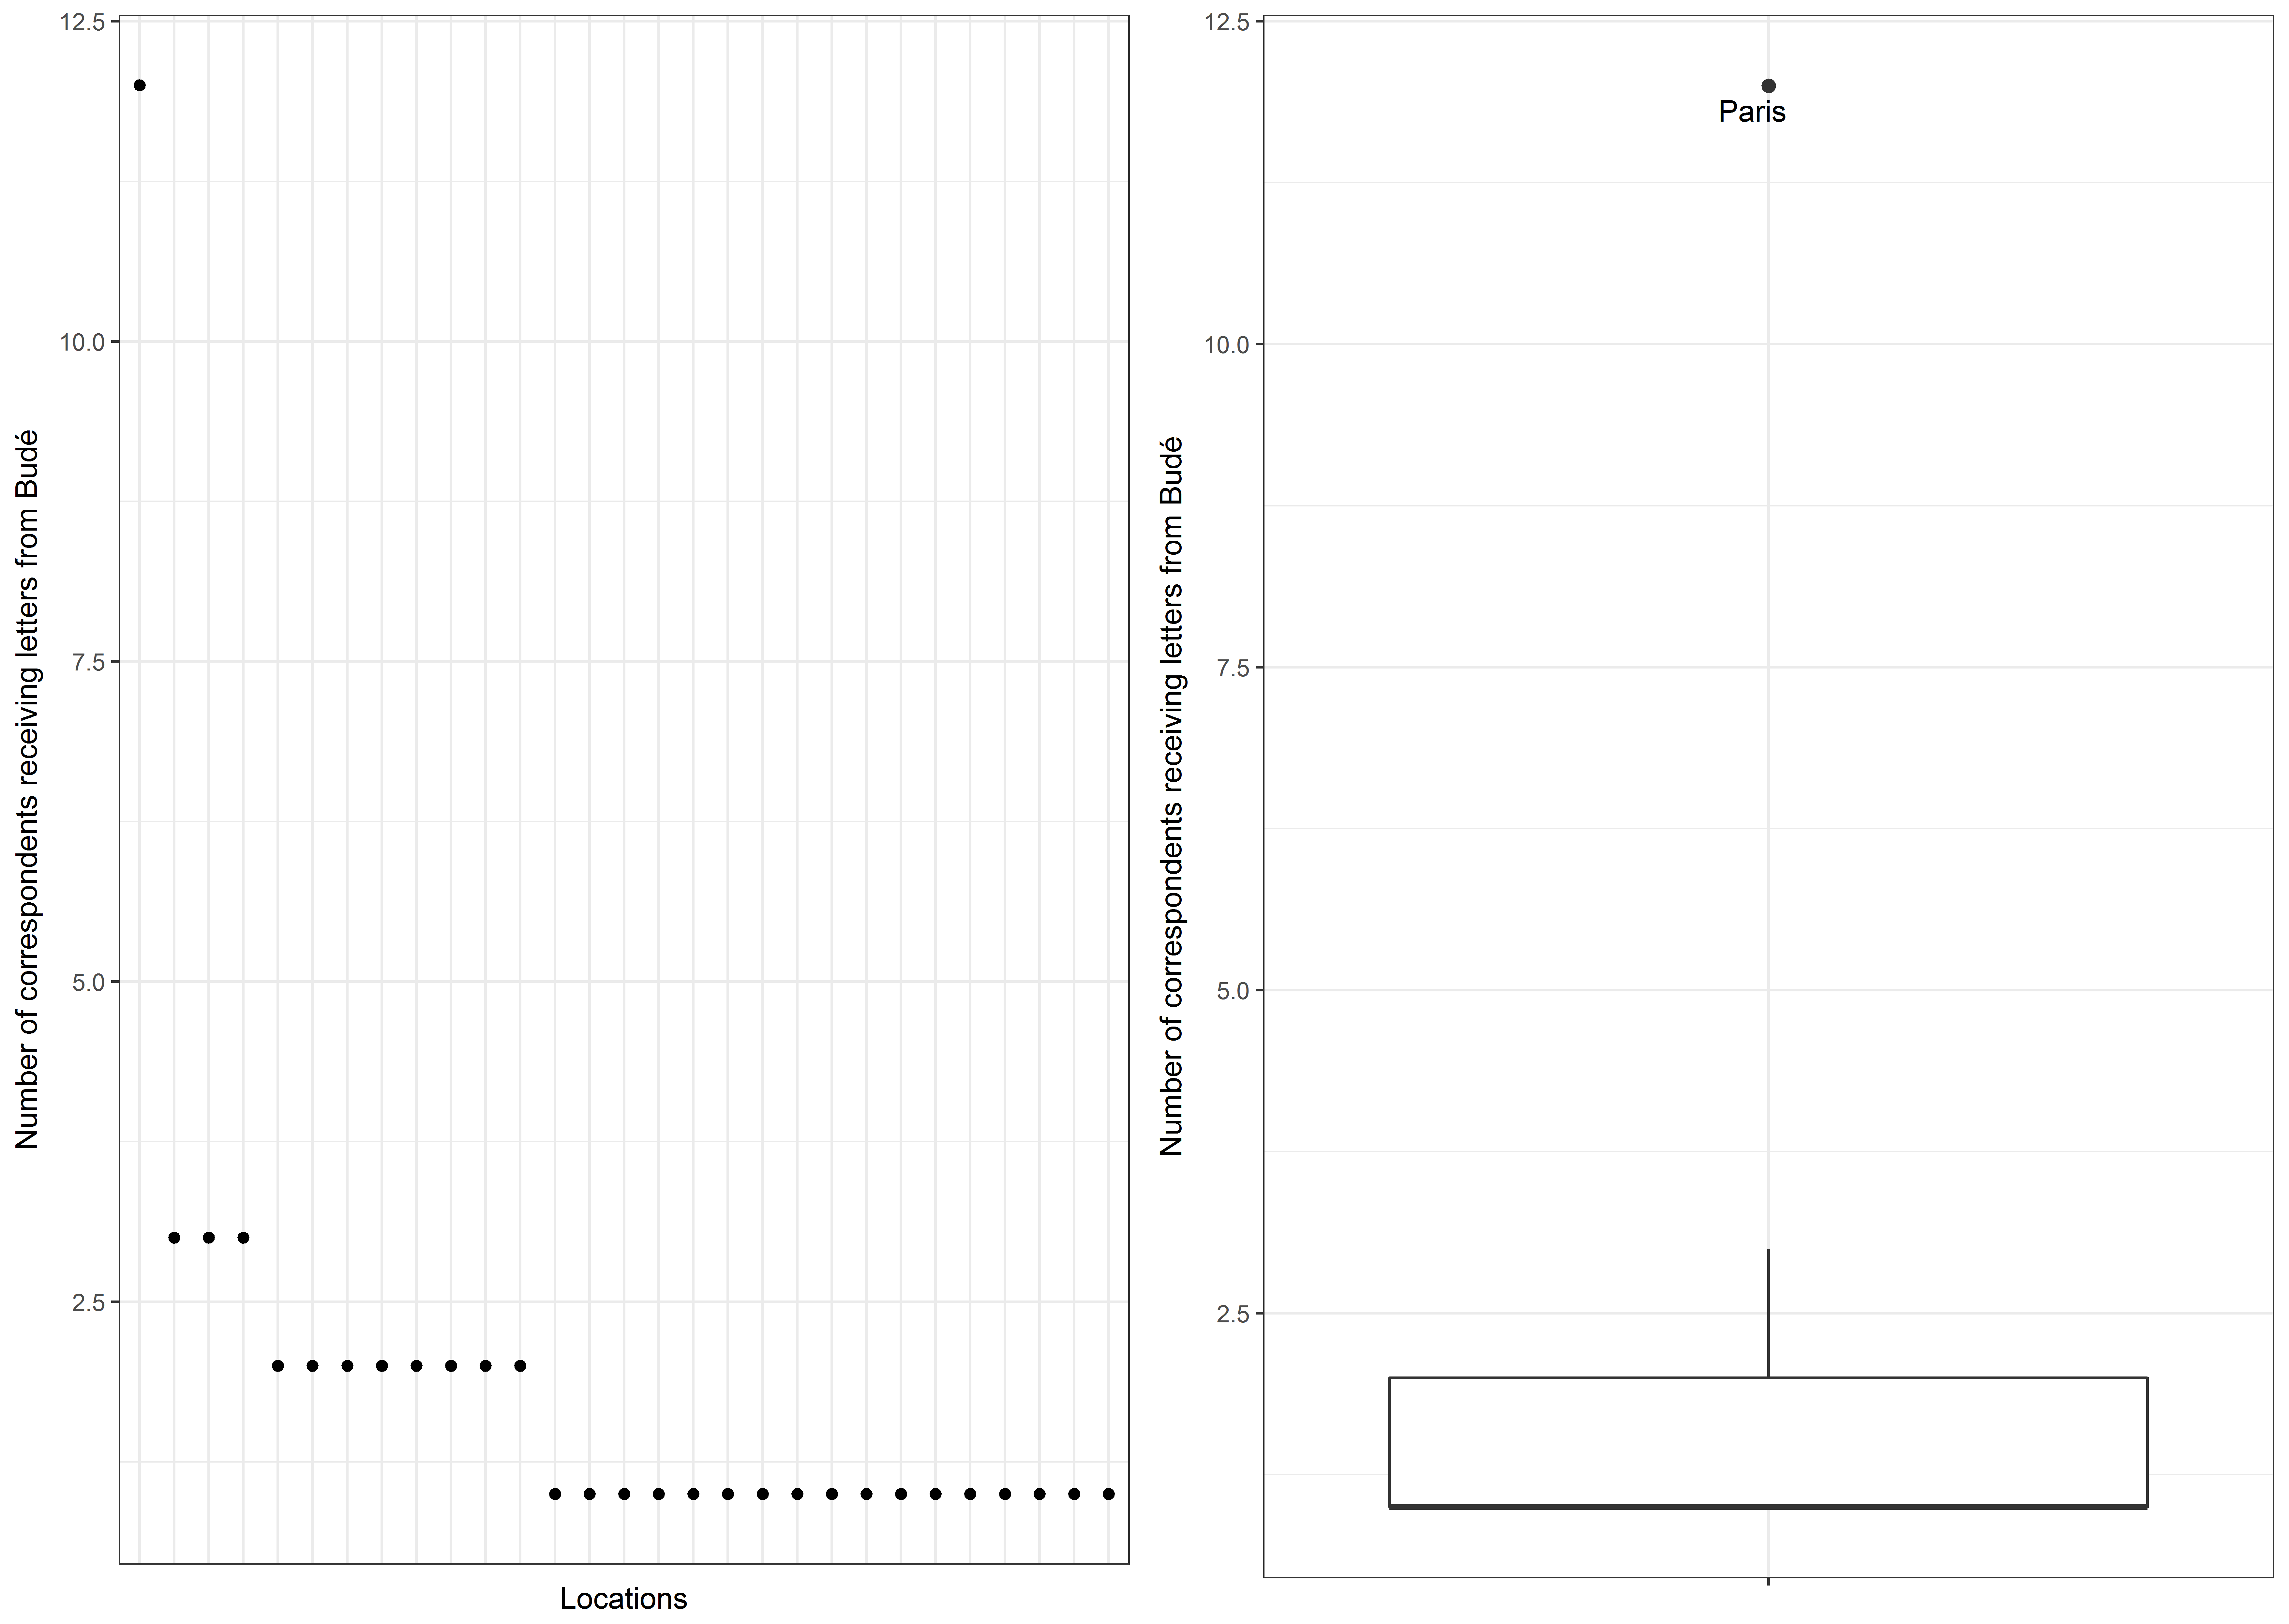 Number of correspondents receiving letters from Budé
12.5
10.0
7.5
5.0
2.5
Locations
Number of correspondents receiving letters from Budé
12.5
10.0
7.5
5.0
2.5
Paris